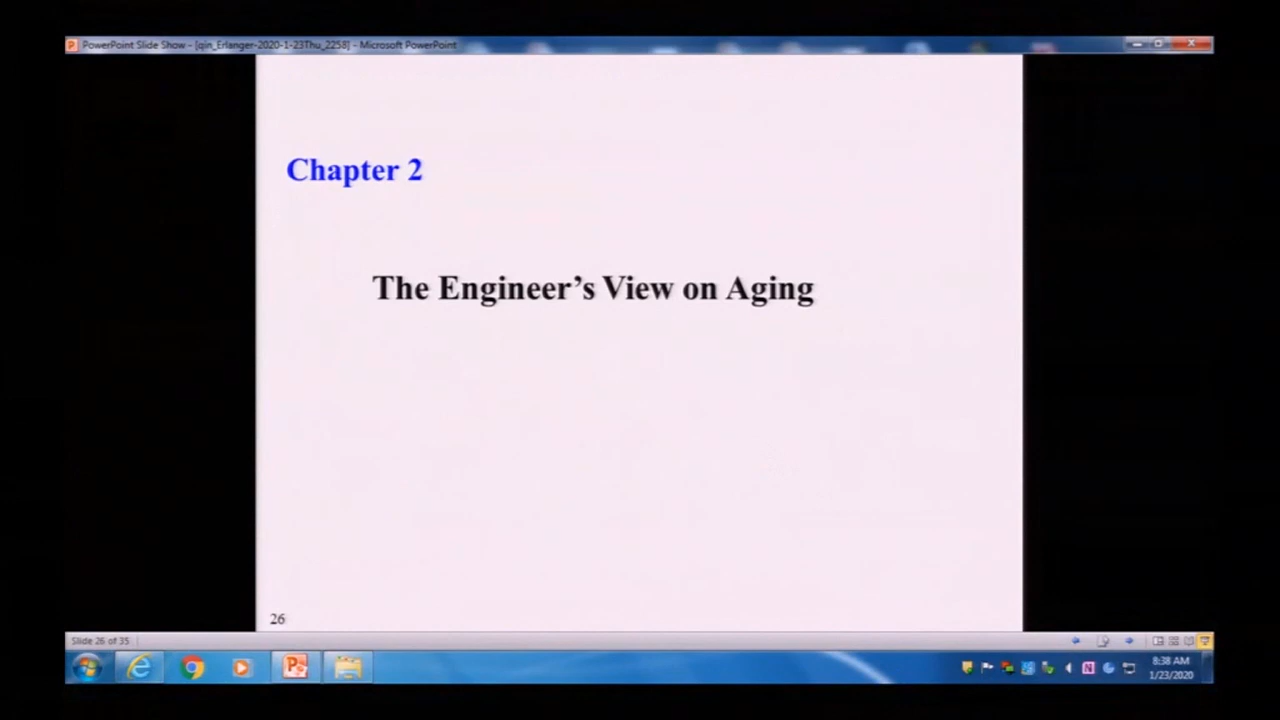 PowerPoint Slide Show - [qin_Erlanger-2020-1-23Thu_2258] - Microsoft PowerPoint
Chapter 2
The Engineer’s View on Aging
26
Slide 26 of 35
8:38 AM
1/23/2020